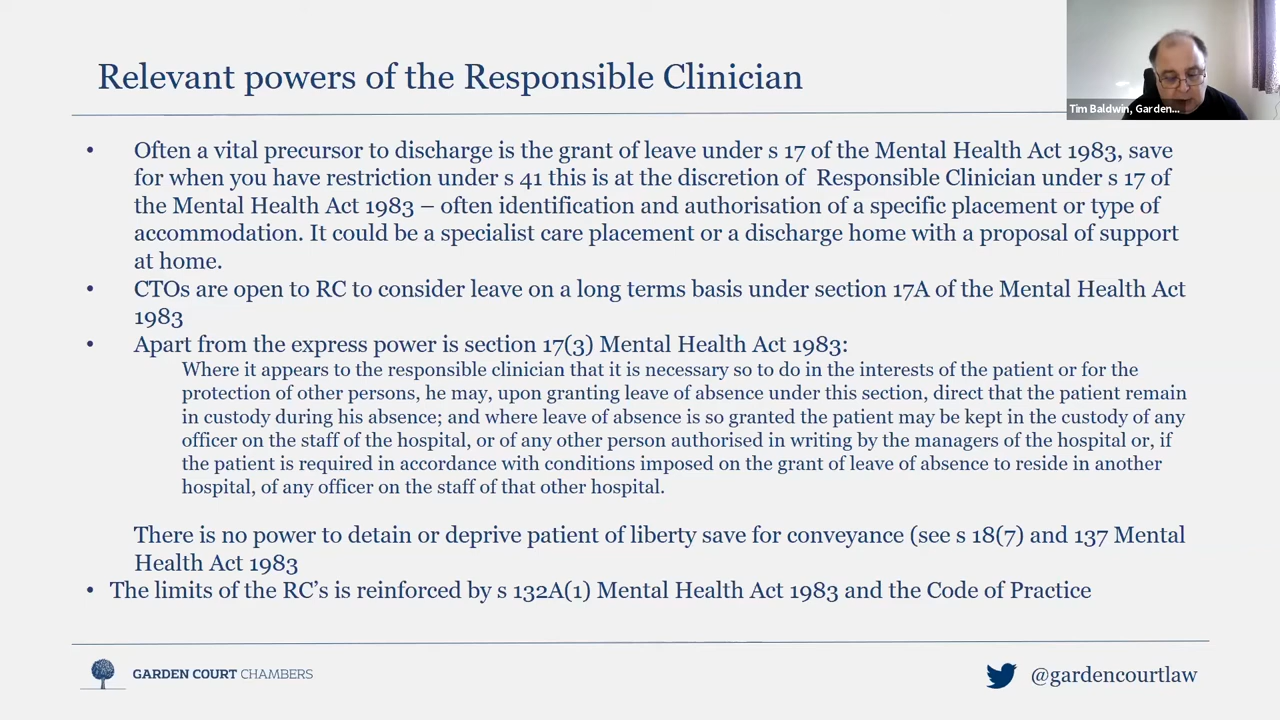 Relevant powers of the Responsible Clinician
Tim Baldwin, Garden...
• Often a vital precursor to discharge is the grant of leave under s 17 of the Mental Health Act 1983, save
for when you have restriction under s 41 this is at the discretion of Responsible Clinician under s 17 of
the Mental Health Act 1983 – often identification and authorisation of a specific placement or type of
accommodation. It could be a specialist care placement or a discharge home with a proposal of support
at home.
• CTOs are open to RC to consider leave on a long terms basis under section 17A of the Mental Health Act
1983
• Apart from the express power is section 17(3) Mental Health Act 1983:
Where it appears to the responsible clinician that it is necessary so to do in the interests of the patient or for the
protection of other persons, he may, upon granting leave of absence under this section, direct that the patient remain
in custody during his absence; and where leave of absence is so granted the patient may be kept in the custody of any
officer on the staff of the hospital, or of any other person authorised in writing by the managers of the hospital or, if
the patient is required in accordance with conditions imposed on the grant of leave of absence to reside in another
hospital, of any officer on the staff of that other hospital.
There is no power to detain or deprive patient of liberty save for conveyance (see s 18(7) and 137 Mental
Health Act 1983
• The limits of the RC’s is reinforced by s 132A(1) Mental Health Act 1983 and the Code of Practice
GARDEN COURT CHAMBERS
@gardencourtlaw